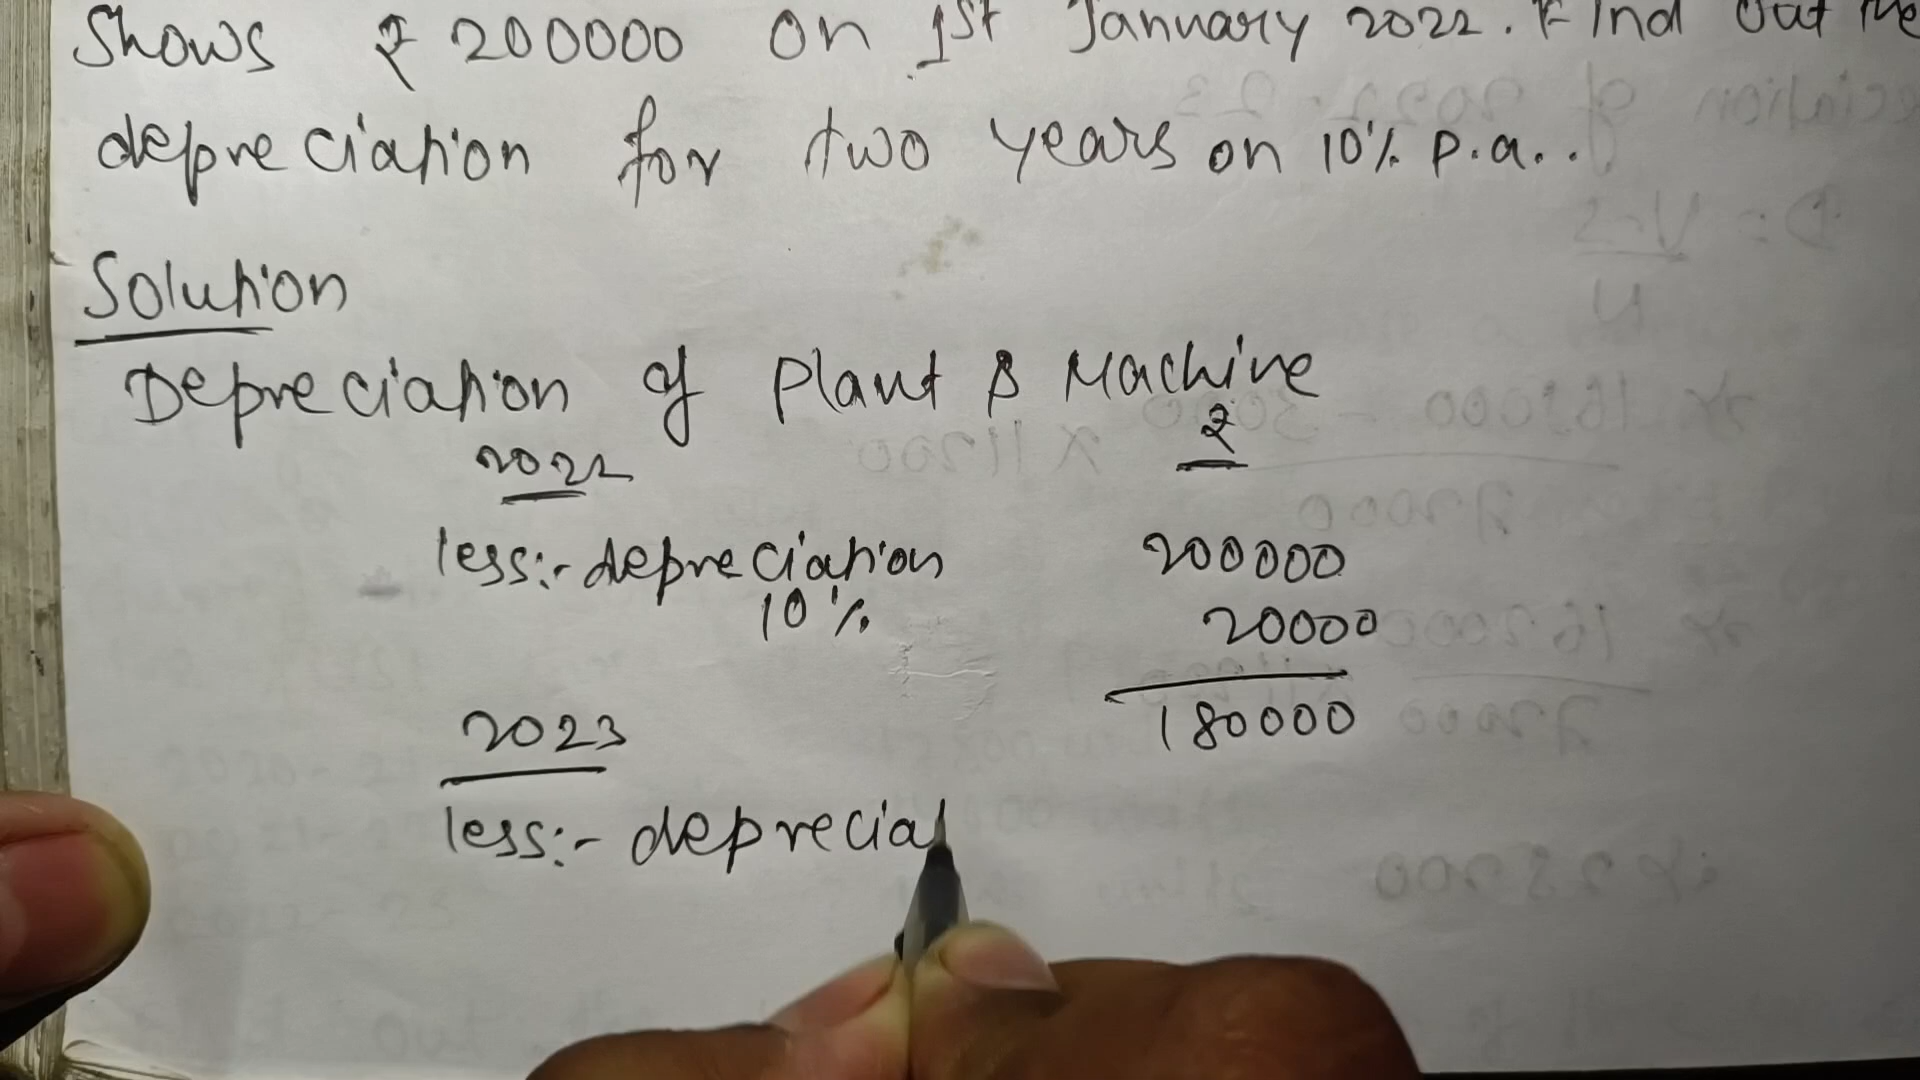 Shows ₹ 200000 on 1st January 2022. Find out the
depreciation for two years on 10% p.a..
Solution
Depreciation of Plant & Machine
2022 ₹
less:- depreciation 200000
10% 20000
180000
2023
less:- deprecia